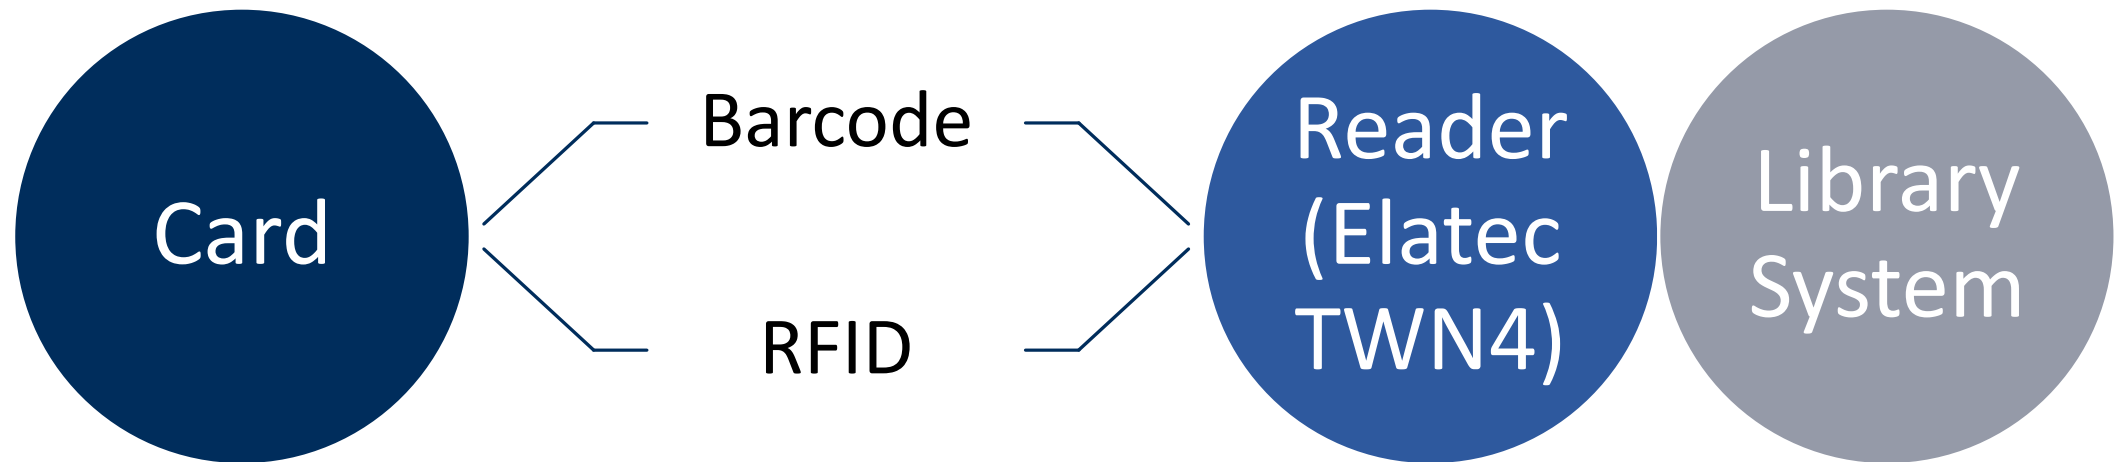 Card
Barcode
RFID
Reader
(Elatec
TWN4)
Library
System